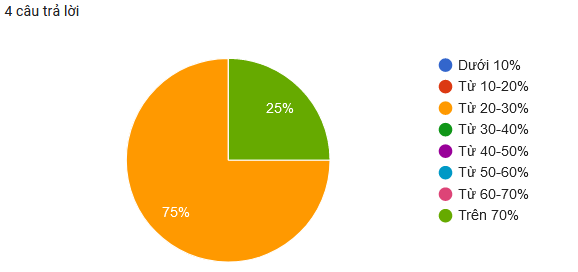 4 câu trả lời
25%
75%
Dưới 10%
Từ 10-20%
Từ 20-30%
Từ 30-40%
Từ 40-50%
Từ 50-60%
Từ 60-70%
Trên 70%